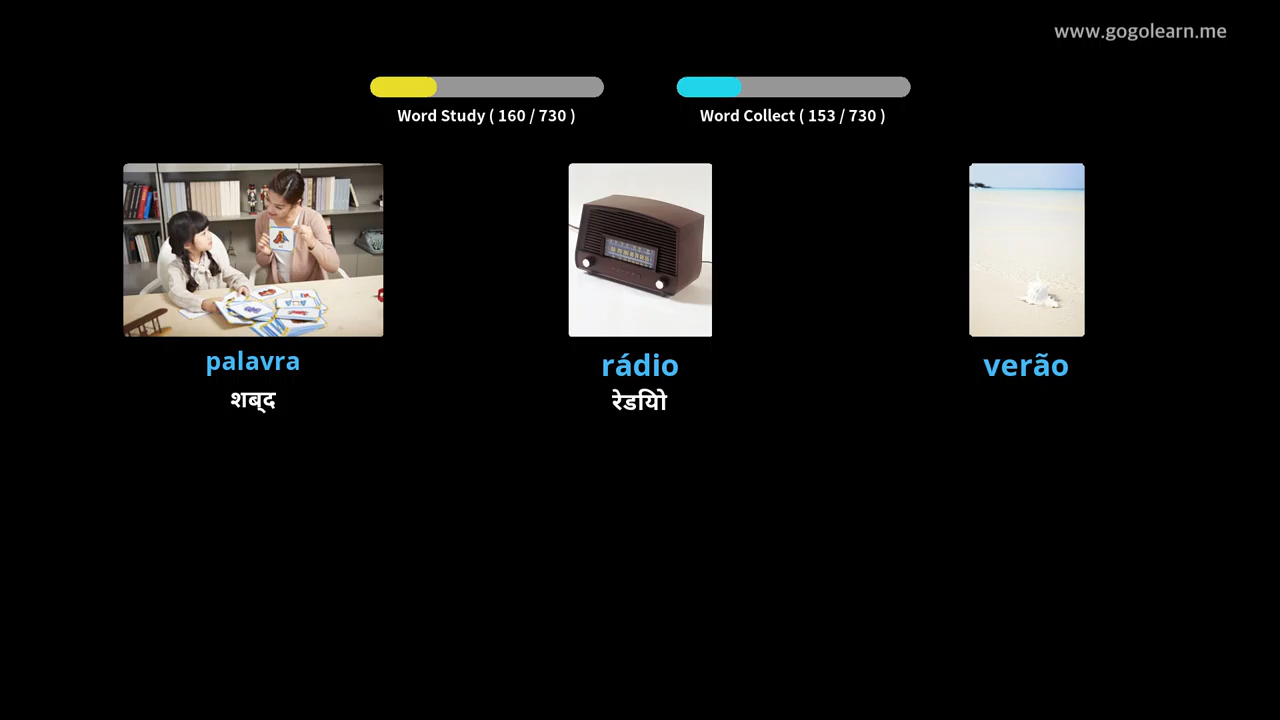 www.gogolearn.me
Word Study ( 160 / 730 )
Word Collect ( 153 / 730 )
palavra
शब्द
rádio
रेडियो
verão